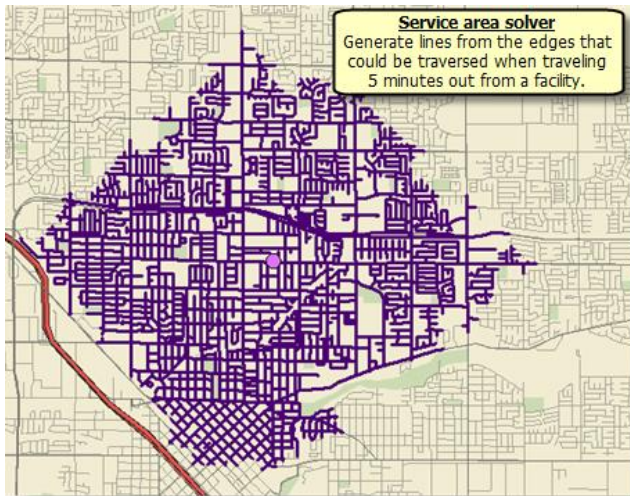 Service area solver
Generate lines from the edges that
could be traversed when traveling
5 minutes out from a facility.